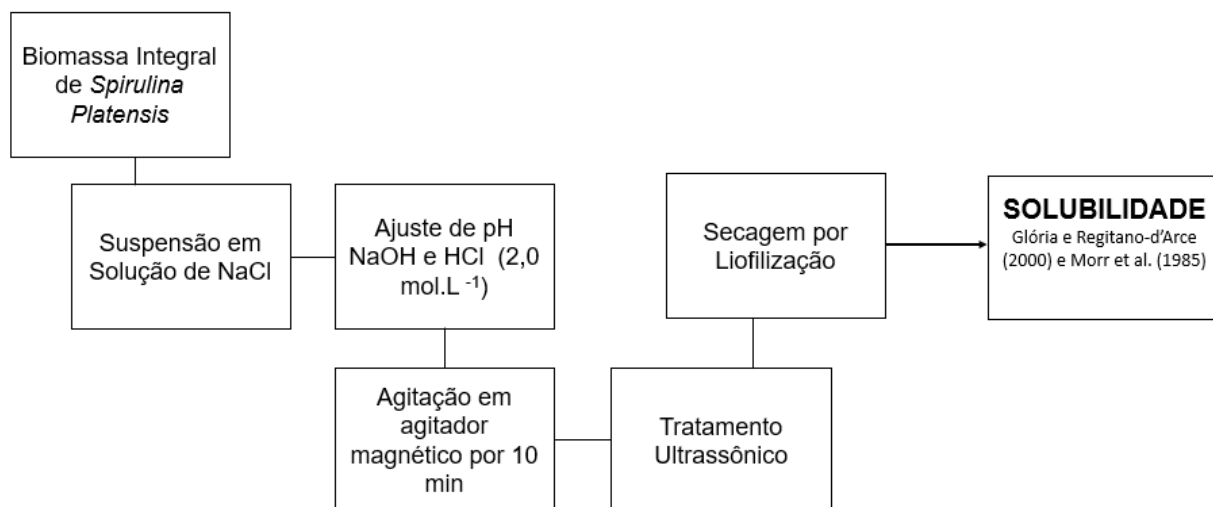 Biomassa Integral
de Spirulina
Platensis
Suspensão em
Solução de NaCl
Ajuste de pH
NaOH e HCl (2,0
mol.L ⁻¹)
Agitação em
agitador
magnético por 10
min
Tratamento
Ultrassônico
Secagem por
Liofilização
SOLUBILIDADE
Glória e Regitano-d'Arce
(2000) e Morr et al. (1985)